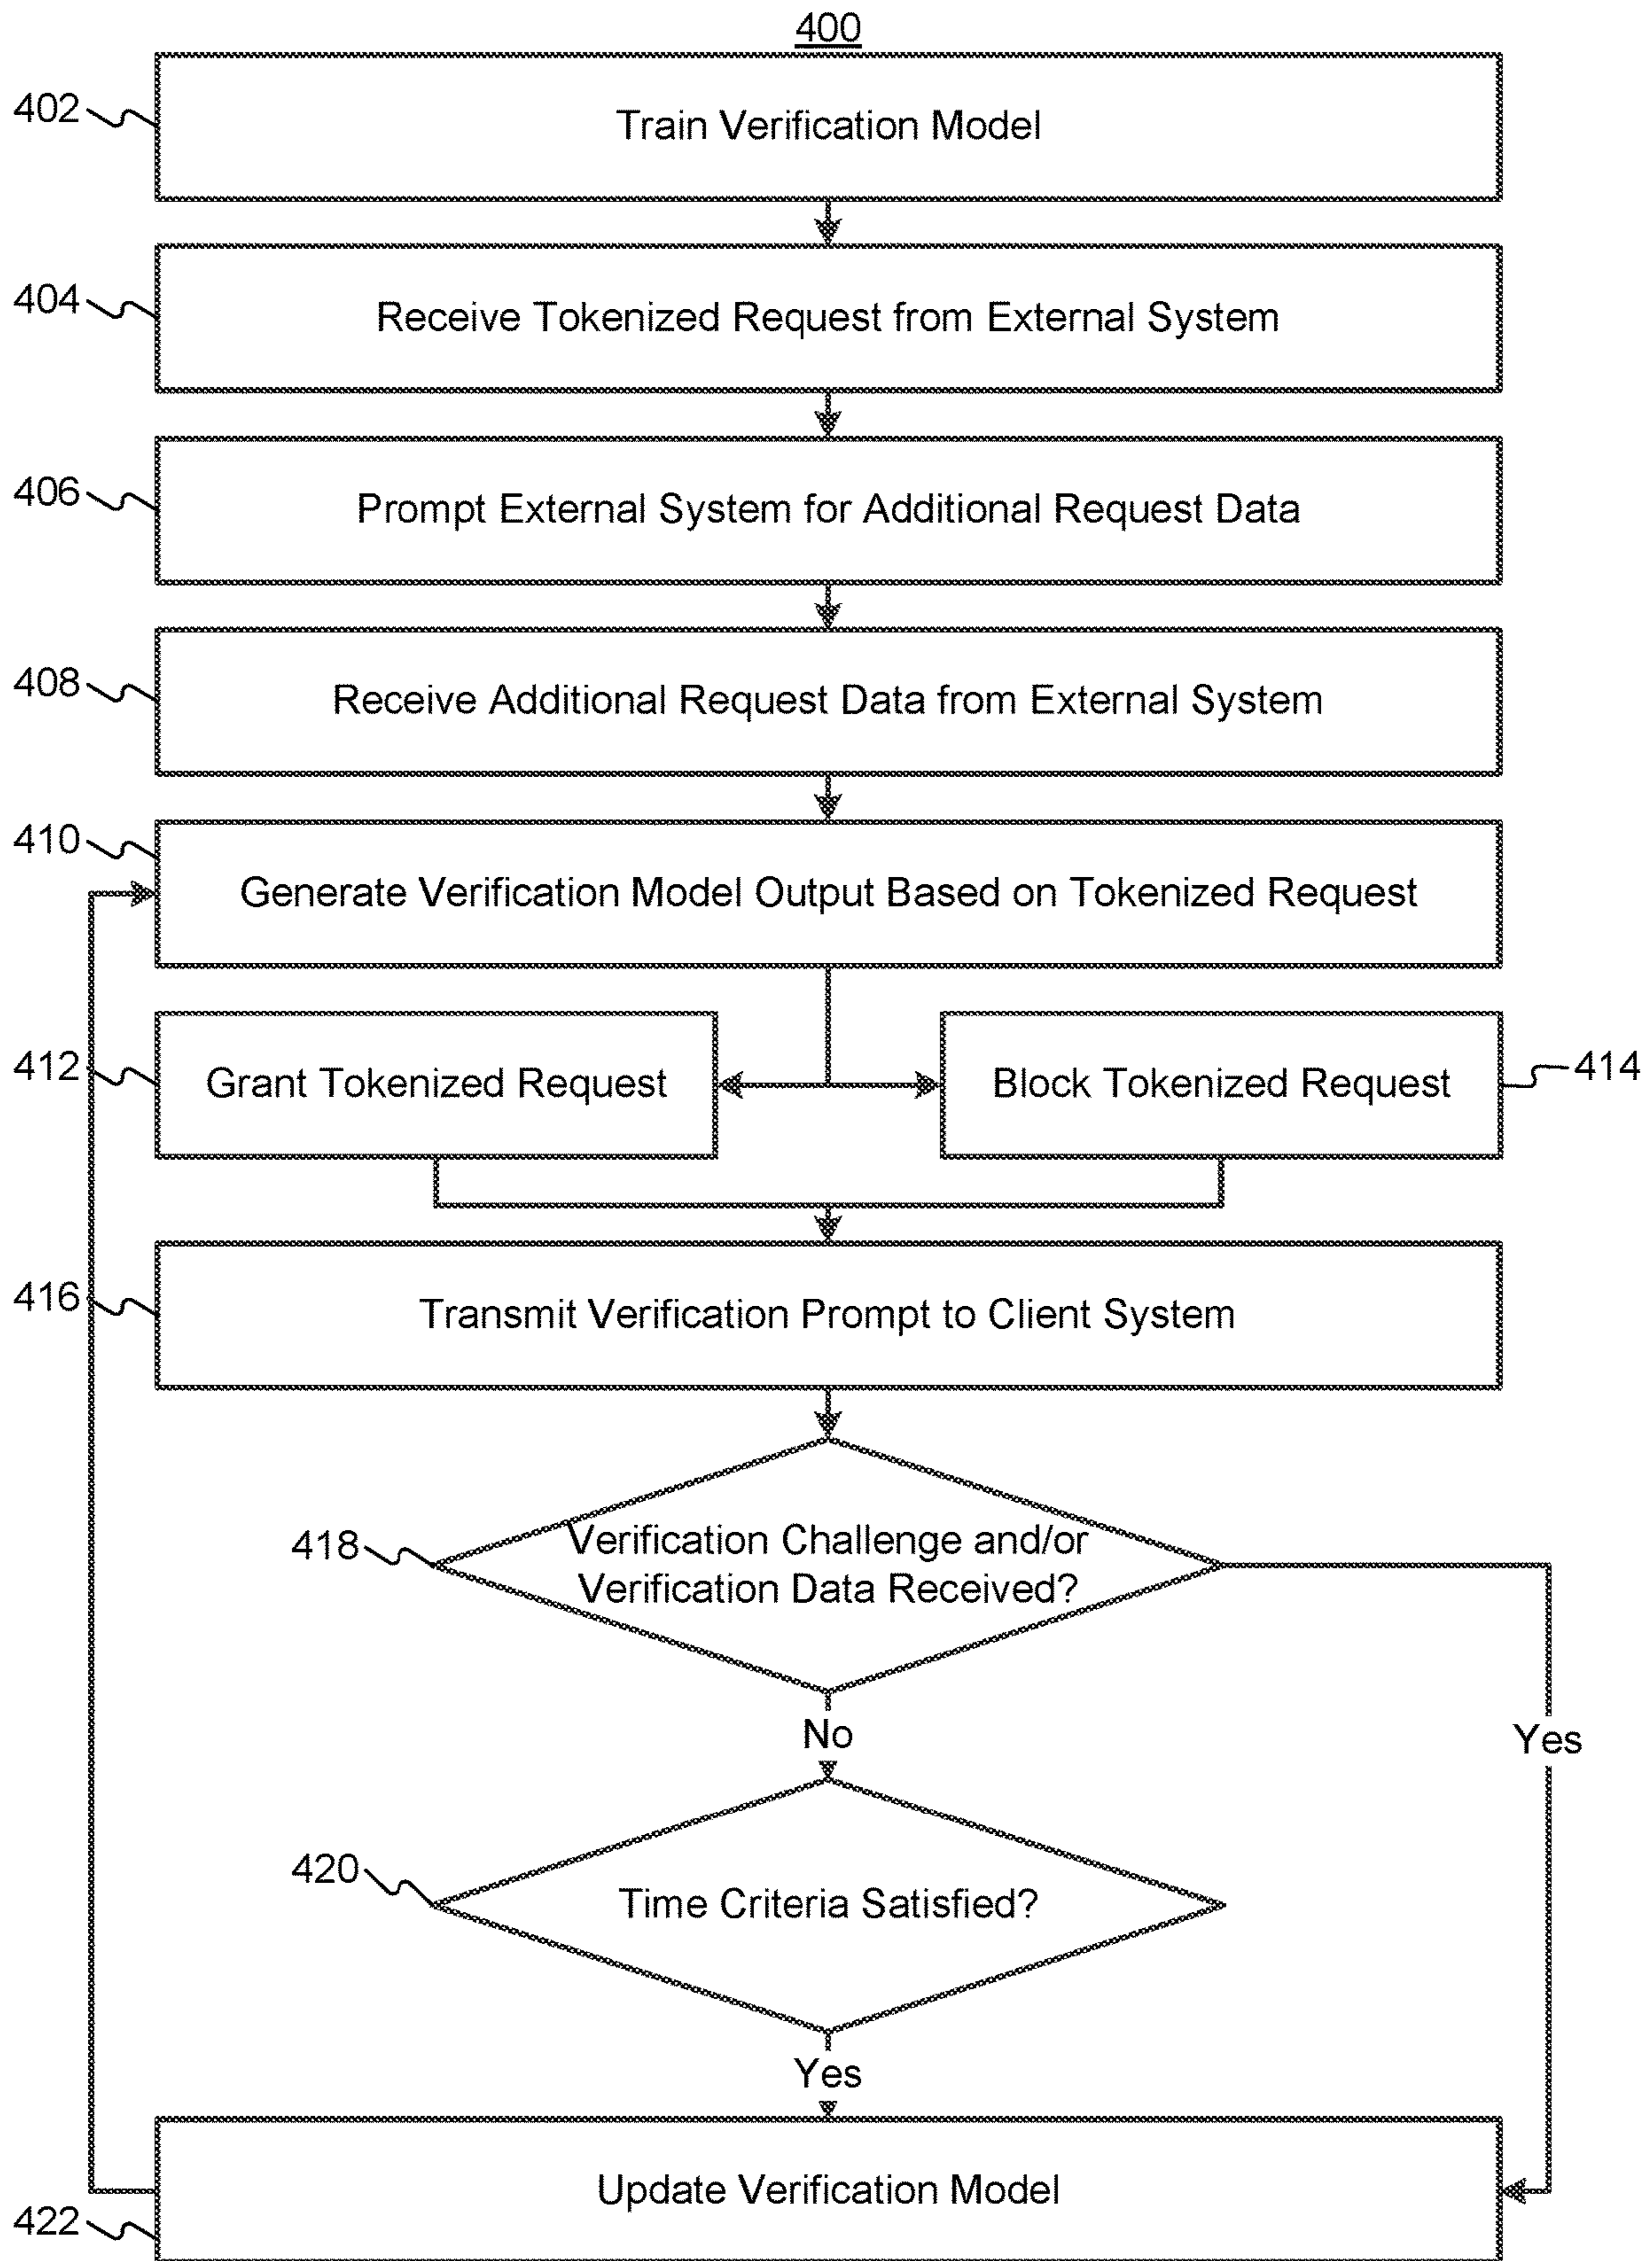 400
402
Train Verification Model
404
Receive Tokenized Request from External System
406
Prompt External System for Additional Request Data
408
Receive Additional Request Data from External System
410
Generate Verification Model Output Based on Tokenized Request
412
Grant Tokenized Request
Block Tokenized Request
414
416
Transmit Verification Prompt to Client System
418
Verification Challenge and/or
Verification Data Received?
No
Yes
420
Time Criteria Satisfied?
Yes
Update Verification Model
422